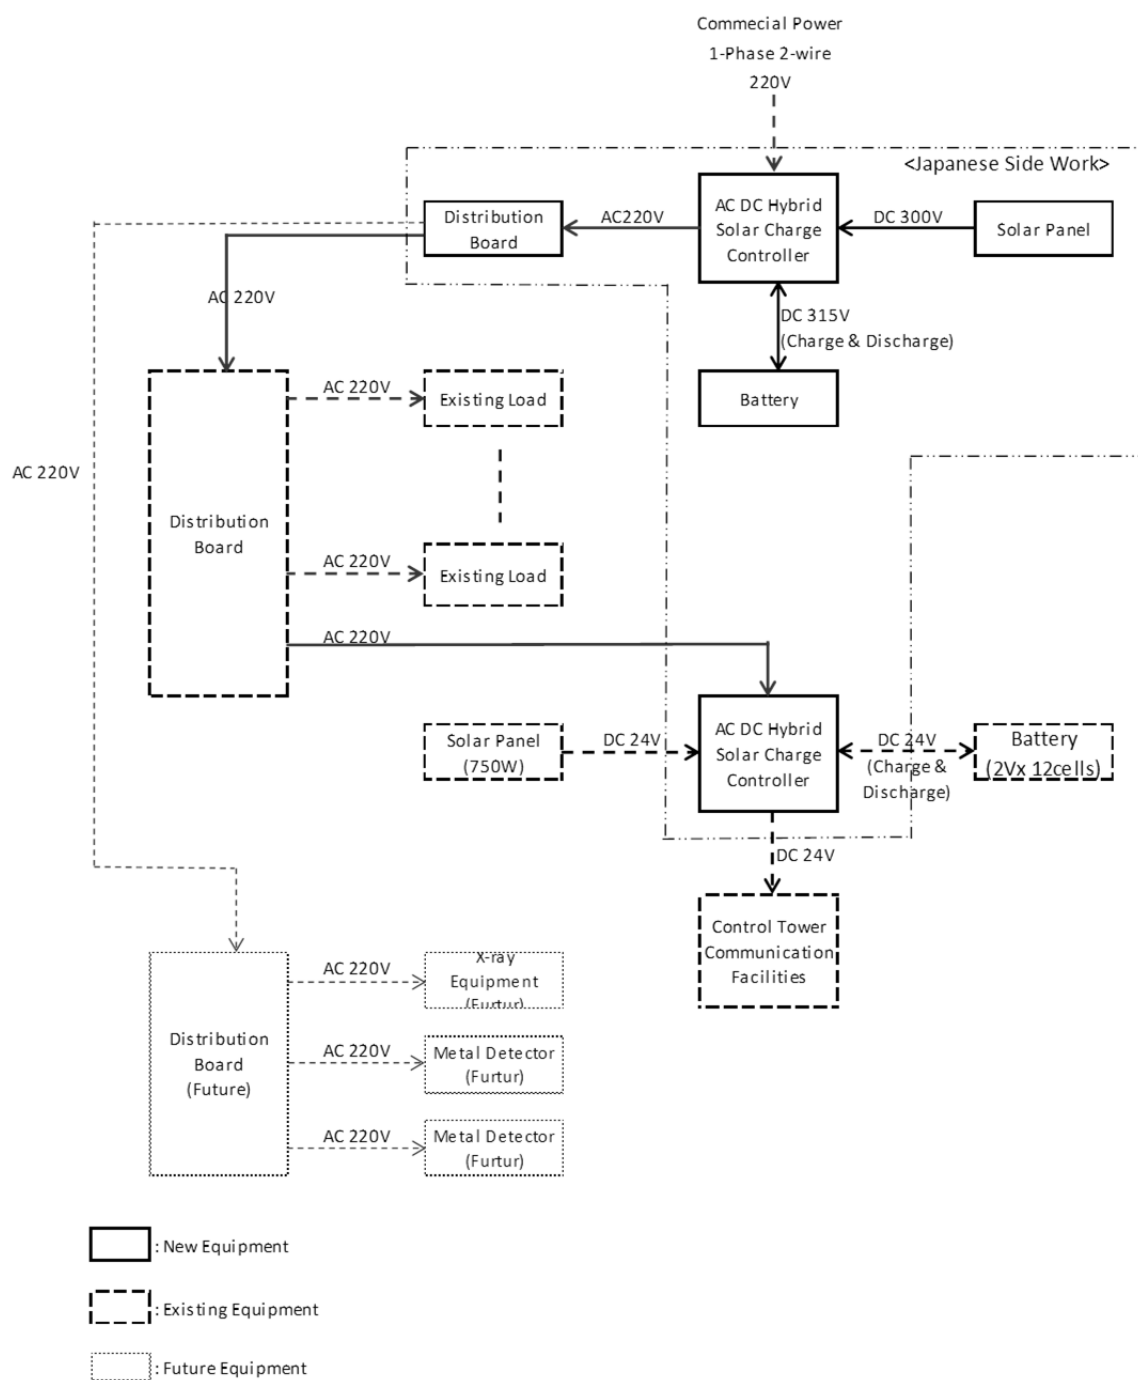 Commecial Power
1-Phase 2-wire
220V
<Japanese Side Work>
Distribution
Board
AC220V
AC DC Hybrid
Solar Charge
Controller
DC 300V
Solar Panel
AC 220V
DC 315V
(Charge & Discharge)
AC 220V
Existing Load
Battery
AC 220V
Distribution
Board
AC 220V
Existing Load
AC 220V
Solar Panel
(750W)
DC 24V
AC DC Hybrid
Solar Charge
Controller
DC 24V
(Charge &
Discharge)
Battery
(2Vx 12cells)
DC 24V
Control Tower
Communication
Facilities
Distribution
Board
(Future)
AC 220V
X-ray
Equipment
(Furtur)
AC 220V
Metal Detector
(Furtur)
AC 220V
Metal Detector
(Furtur)
: New Equipment
: Existing Equipment
: Future Equipment